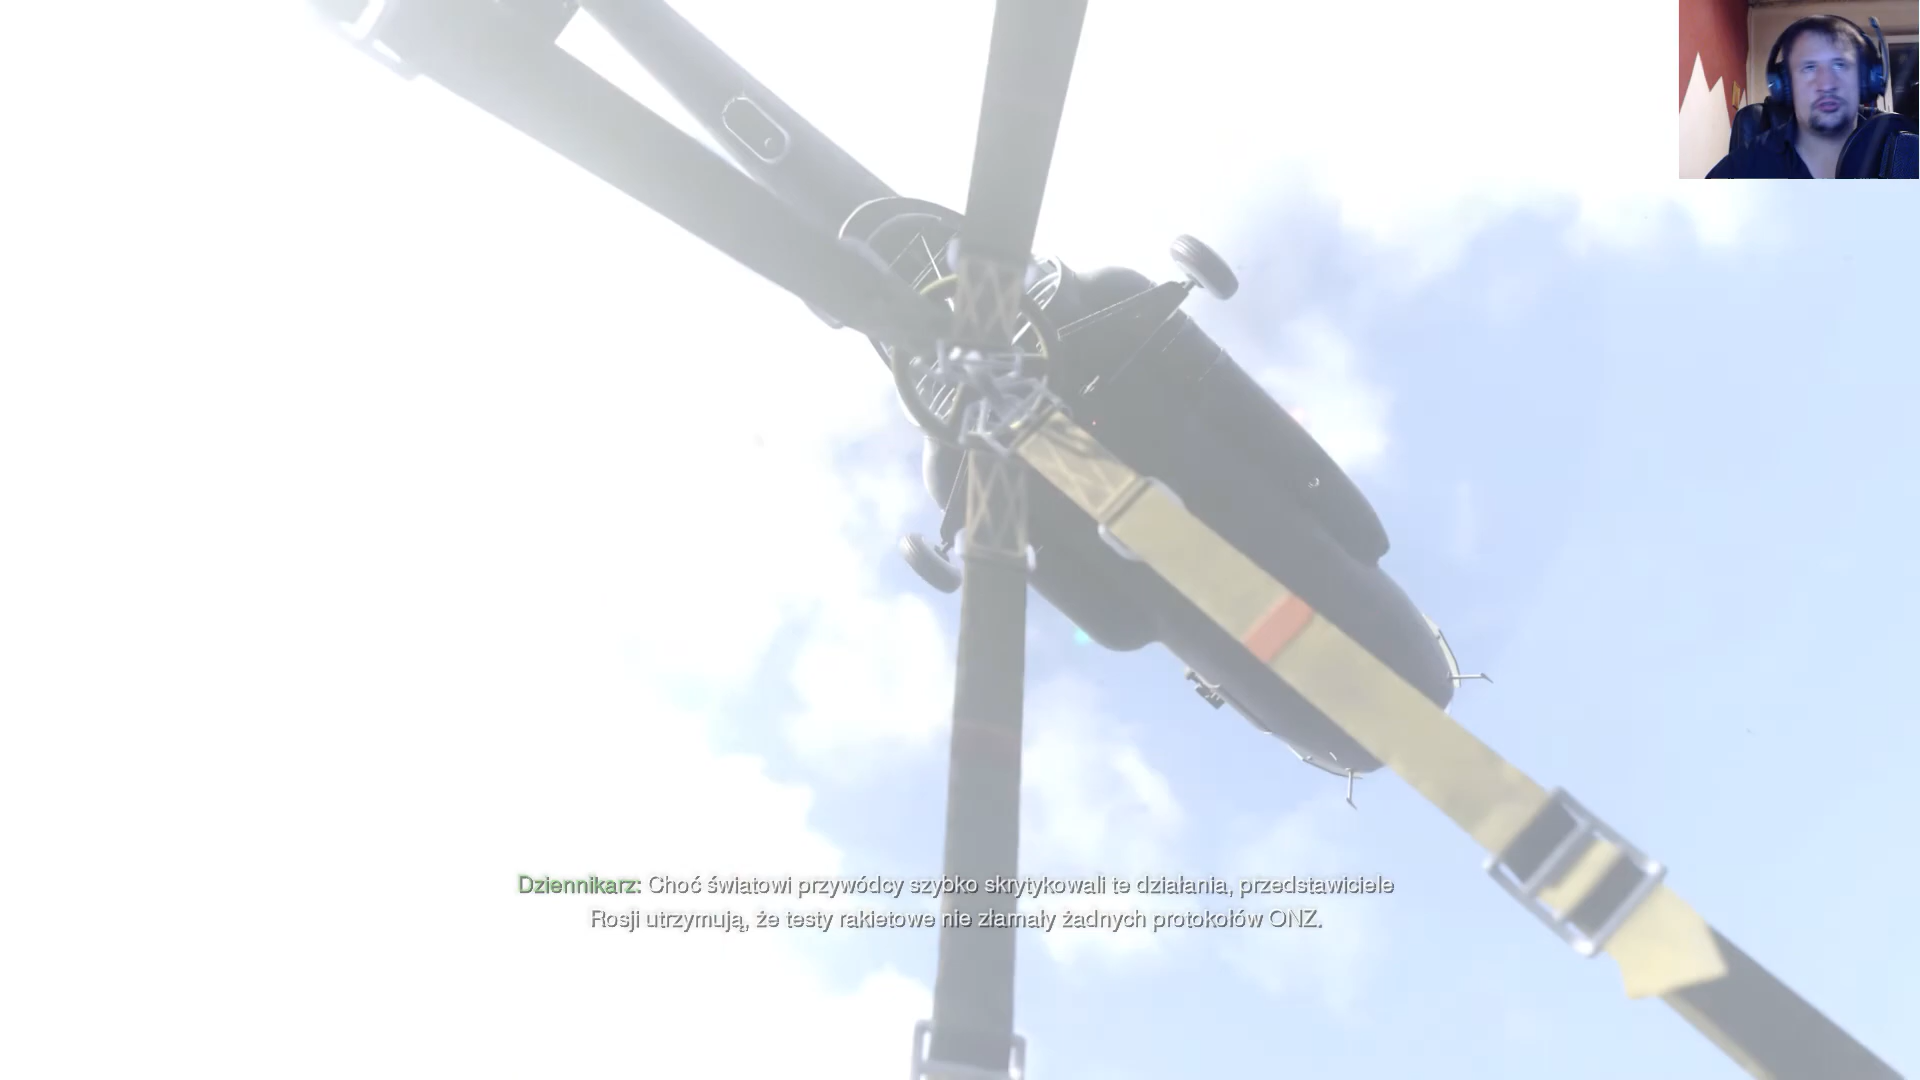 Dziennikarz: Choć światowi przywódcy szybko skrytykowali te działania, przedstawiciele
Rosji utrzymują, że testy rakietowe nie złamały żadnych protokołów ONZ.